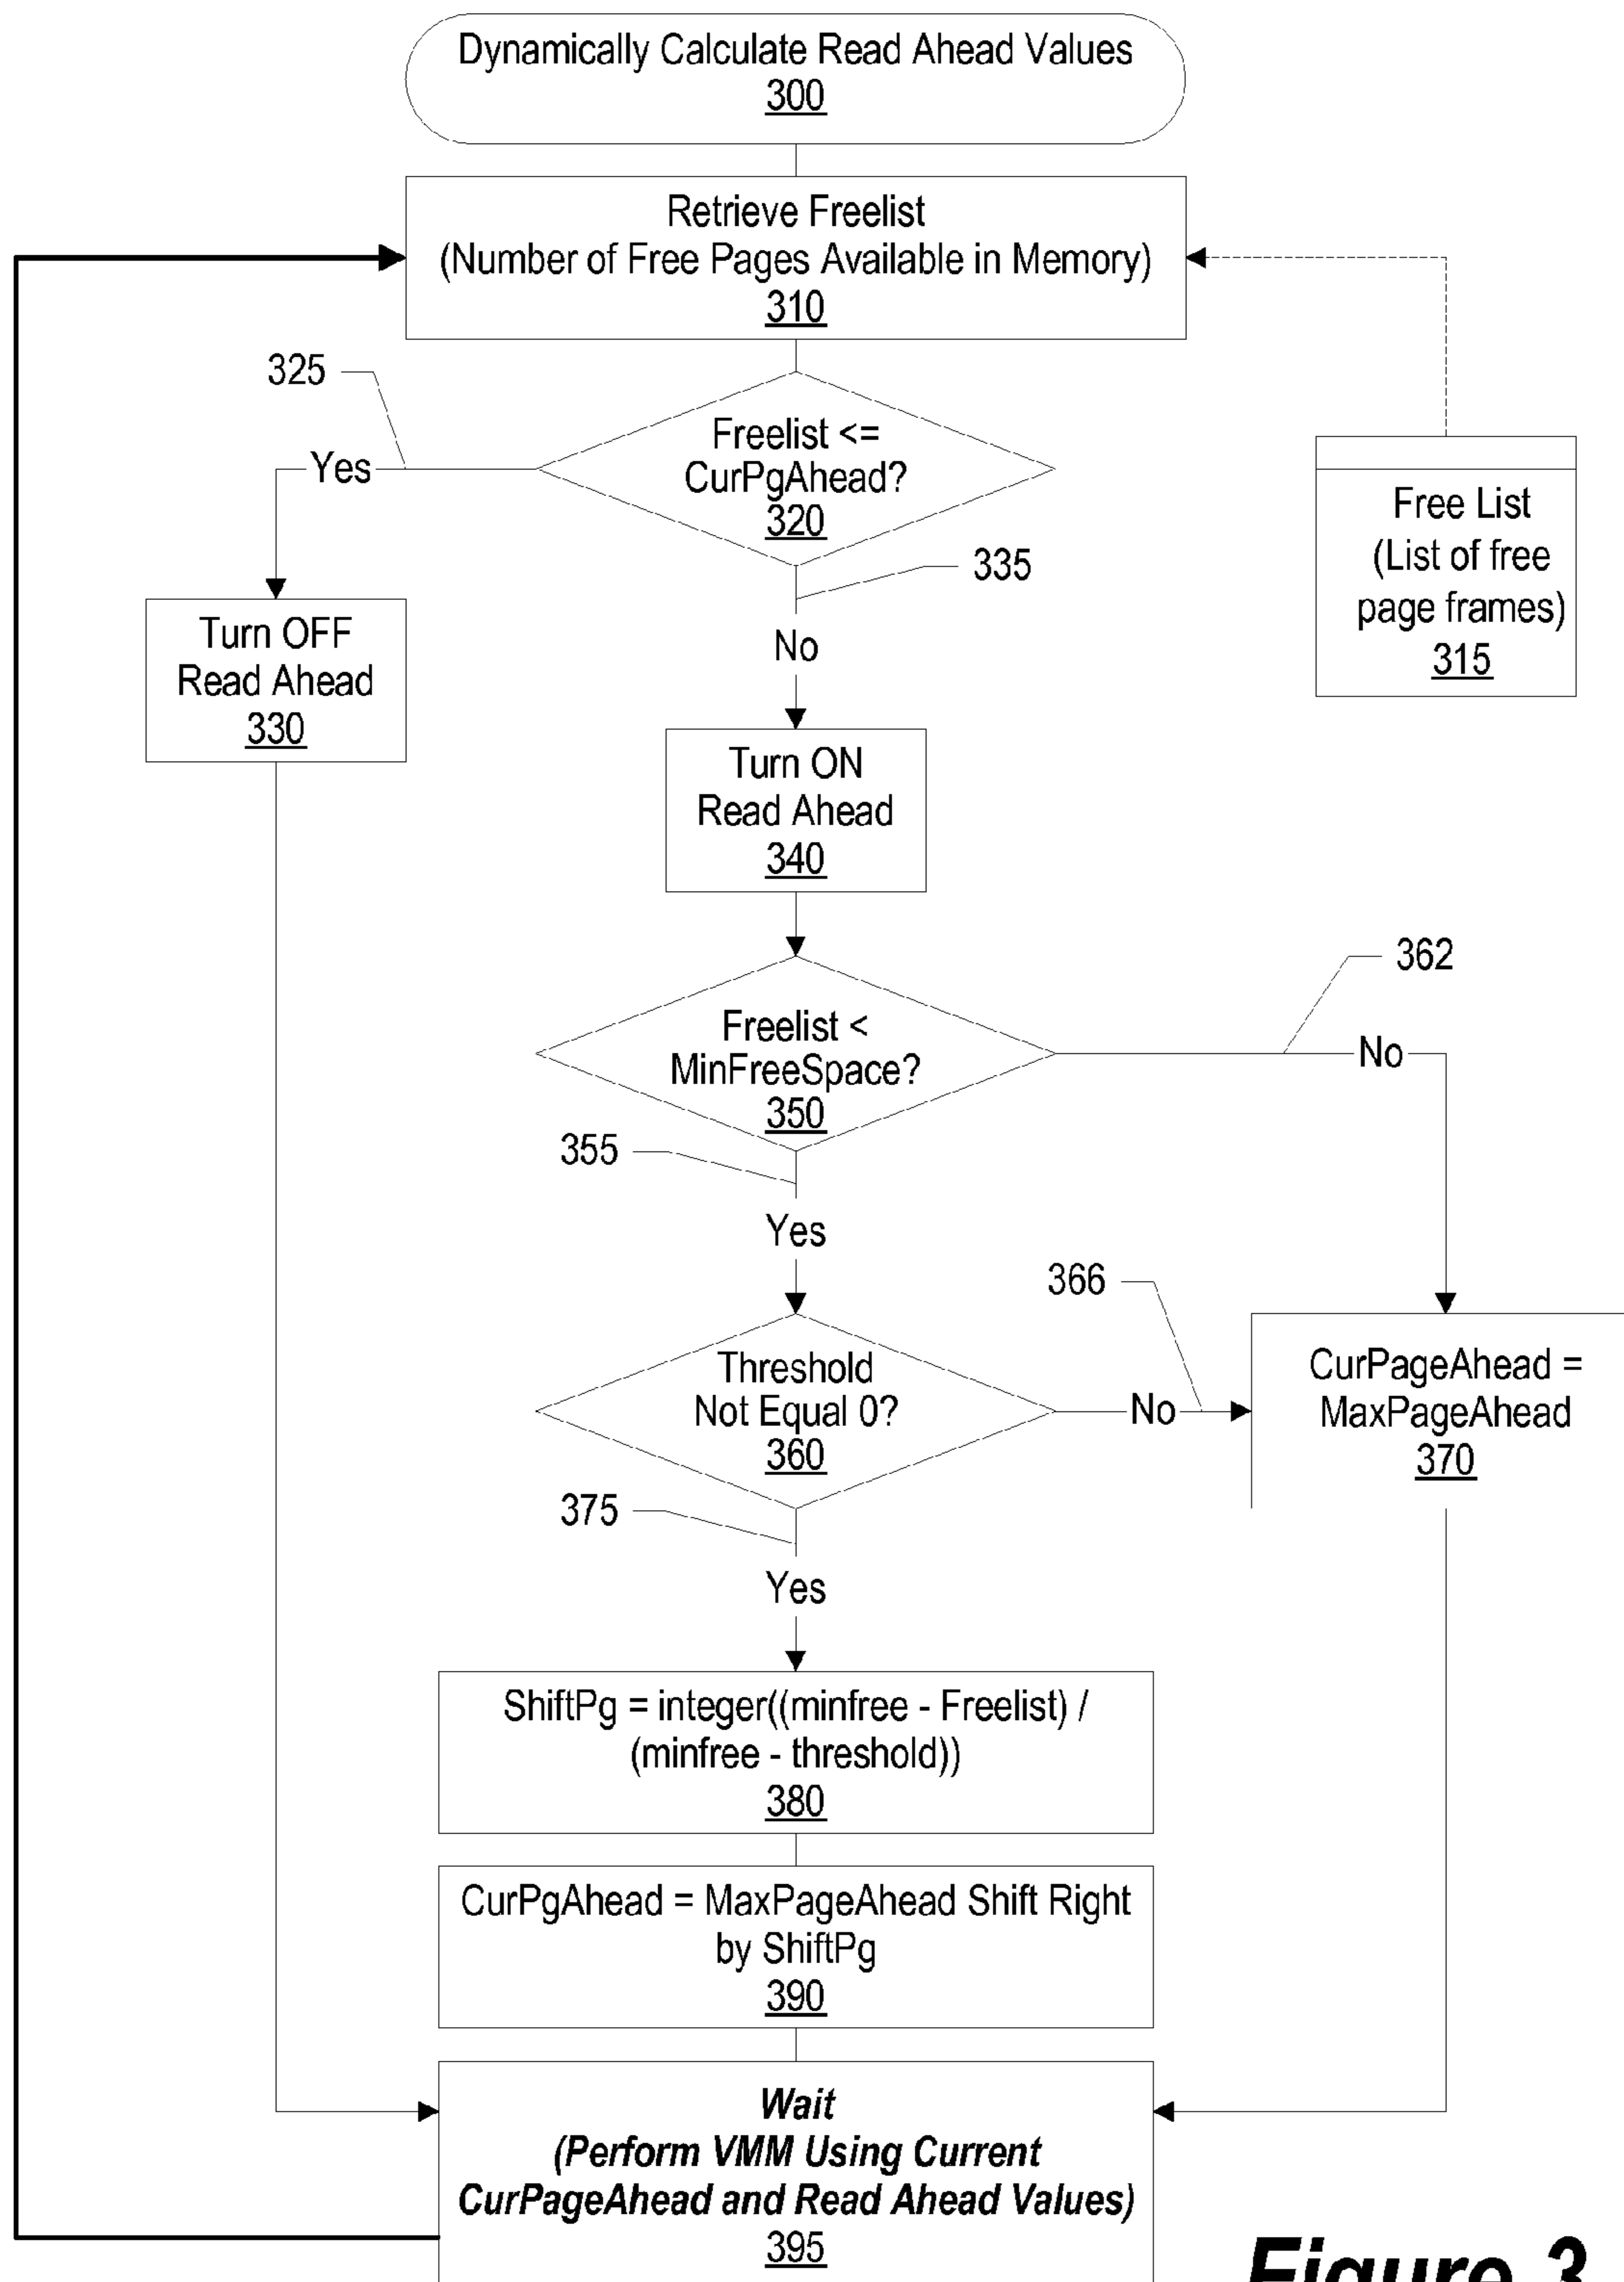 Dynamically Calculate Read Ahead Values
300
Retrieve Freelist
(Number of Free Pages Available in Memory)
310
325
Freelist <=
CurPgAhead?
320
Yes
335
No
Free List
(List of free
page frames)
315
Turn OFF
Read Ahead
330
Turn ON
Read Ahead
340
362
Freelist <
MinFreeSpace?
350
No
355
Yes
366
Threshold
Not Equal 0?
360
No
CurPageAhead =
MaxPageAhead
370
375
Yes
ShiftPg = integer((minfree - Freelist) /
(minfree - threshold))
380
CurPgAhead = MaxPageAhead Shift Right
by ShiftPg
390
Wait
(Perform VMM Using Current
CurPageAhead and Read Ahead Values)
395
Figure 3